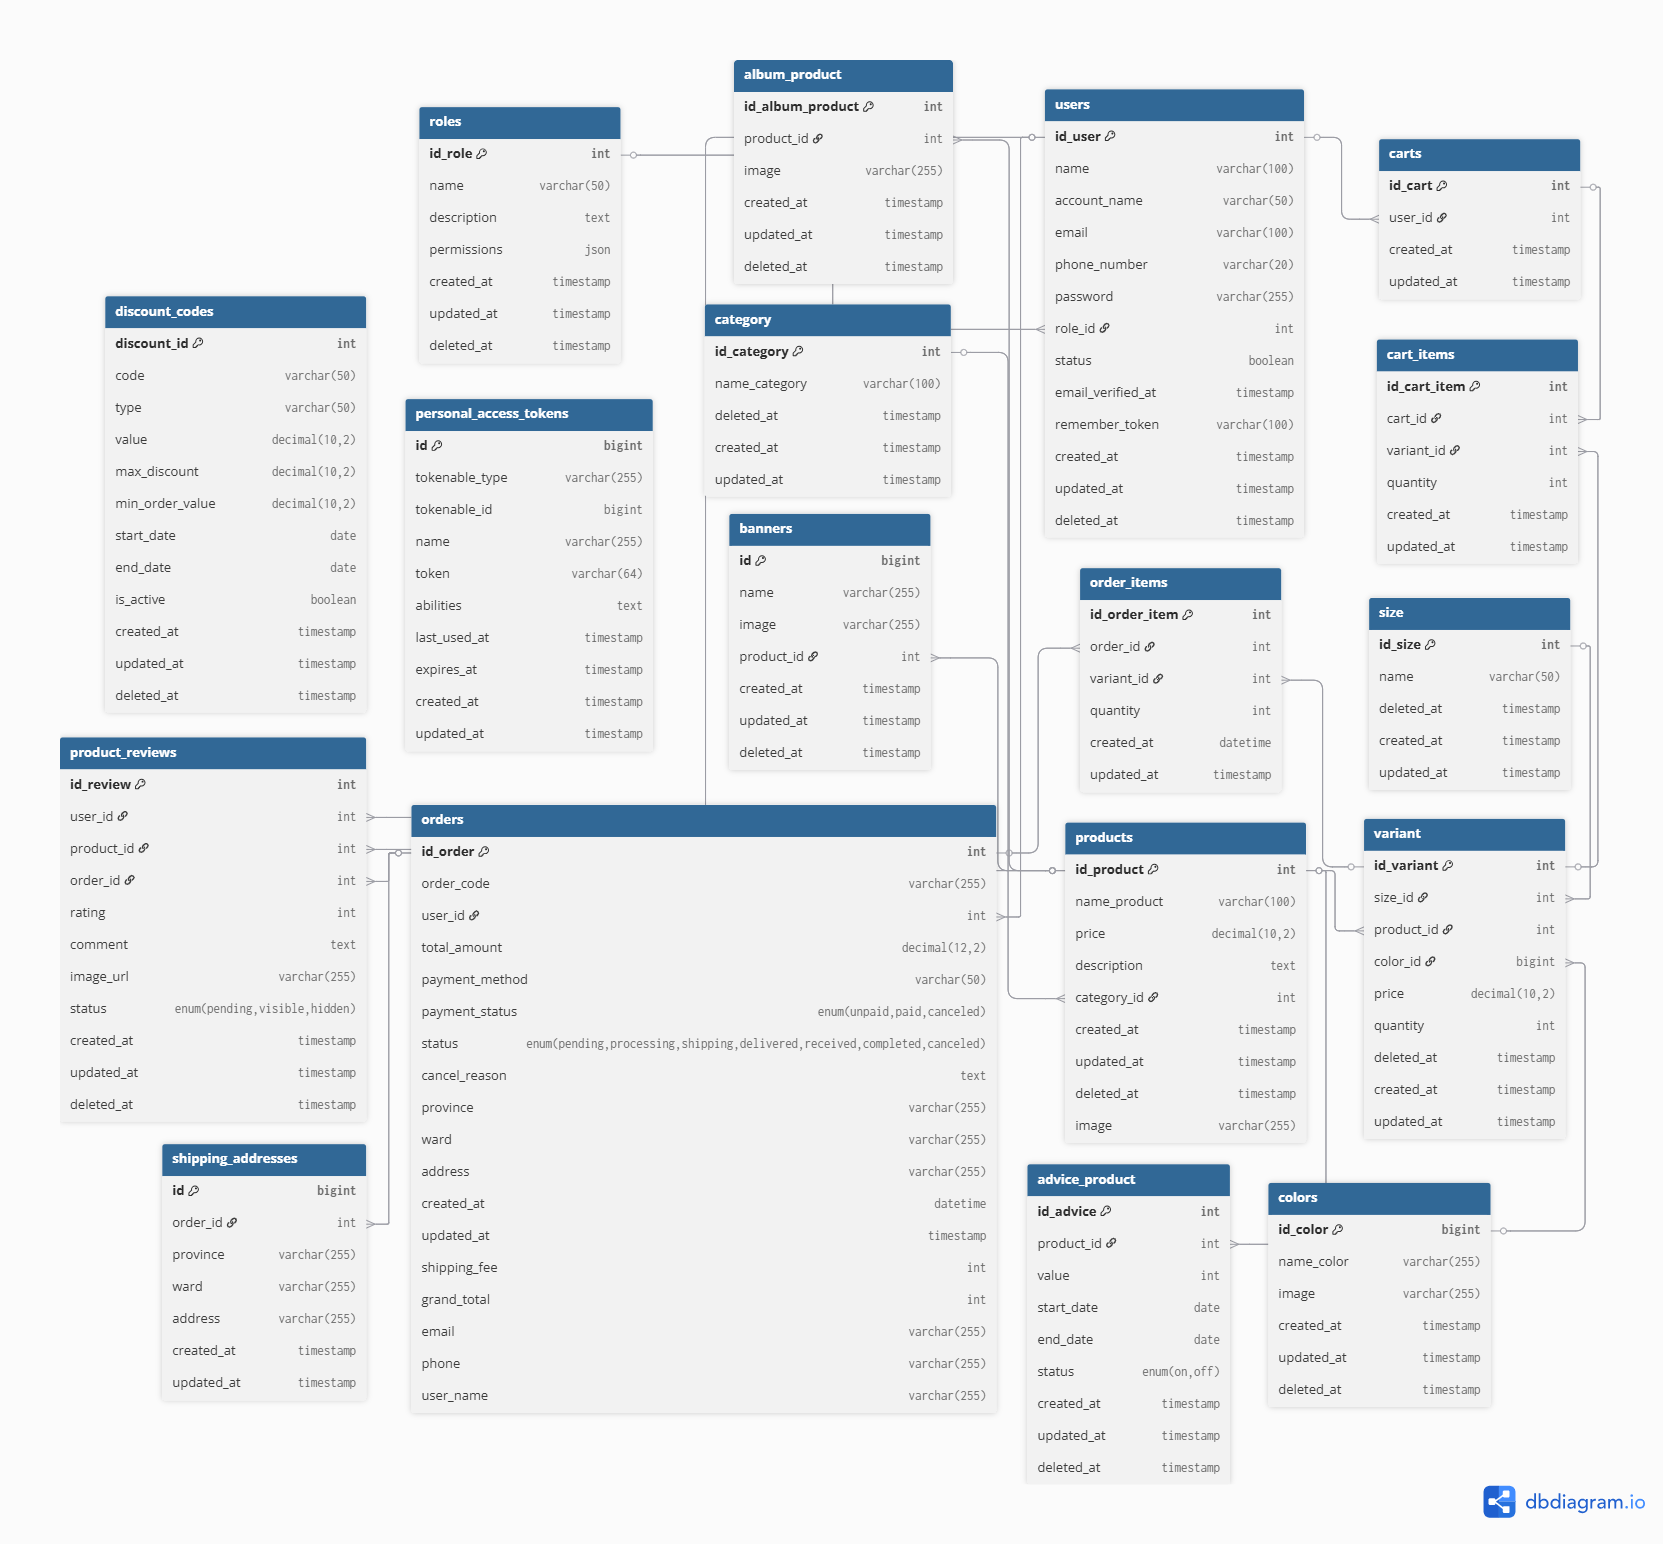 album_product
id_album_product int
product_id int
image varchar(255)
created_at timestamp
updated_at timestamp
deleted_at timestamp
users
id_user int
name varchar(100)
account_name varchar(50)
email varchar(100)
phone_number varchar(20)
password varchar(255)
role_id int
status boolean
email_verified_at timestamp
remember_token varchar(100)
created_at timestamp
updated_at timestamp
deleted_at timestamp
roles
id_role int
name varchar(50)
description text
permissions json
created_at timestamp
updated_at timestamp
deleted_at timestamp
carts
id_cart int
user_id int
created_at timestamp
updated_at timestamp
discount_codes
discount_id int
code varchar(50)
type varchar(50)
value decimal(10,2)
max_discount decimal(10,2)
min_order_value decimal(10,2)
start_date date
end_date date
is_active boolean
created_at timestamp
updated_at timestamp
deleted_at timestamp
category
id_category int
name_category varchar(100)
deleted_at timestamp
created_at timestamp
updated_at timestamp
cart_items
id_cart_item int
cart_id int
variant_id int
quantity int
created_at timestamp
updated_at timestamp
personal_access_tokens
id bigint
tokenable_type varchar(255)
tokenable_id bigint
name varchar(255)
token varchar(64)
abilities text
last_used_at timestamp
expires_at timestamp
created_at timestamp
updated_at timestamp
banners
id bigint
name varchar(255)
image varchar(255)
product_id int
created_at timestamp
updated_at timestamp
deleted_at timestamp
order_items
id_order_item int
order_id int
variant_id int
quantity int
created_at datetime
updated_at timestamp
size
id_size int
name varchar(50)
deleted_at timestamp
created_at timestamp
updated_at timestamp
product_reviews
id_review int
user_id int
product_id int
order_id int
rating int
comment text
image_url varchar(255)
status enum(pending,visible,hidden)
created_at timestamp
updated_at timestamp
deleted_at timestamp
orders
id_order int
order_code varchar(255)
user_id int
total_amount decimal(12,2)
payment_method varchar(50)
payment_status enum(unpaid,paid,canceled)
status enum(pending,processing,shipping,delivered,received,completed,canceled)
cancel_reason text
province varchar(255)
ward varchar(255)
address varchar(255)
created_at datetime
updated_at timestamp
shipping_fee int
grand_total int
email varchar(255)
phone varchar(255)
user_name varchar(255)
products
id_product int
name_product varchar(100)
price decimal(10,2)
description text
category_id int
created_at timestamp
updated_at timestamp
deleted_at timestamp
image varchar(255)
variant
id_variant int
size_id int
product_id int
color_id bigint
price decimal(10,2)
quantity int
deleted_at timestamp
created_at timestamp
updated_at timestamp
shipping_addresses
id bigint
order_id int
province varchar(255)
ward varchar(255)
address varchar(255)
created_at timestamp
updated_at timestamp
advice_product
id_advice int
product_id int
value int
start_date date
end_date date
status enum(on,off)
created_at timestamp
updated_at timestamp
deleted_at timestamp
colors
id_color bigint
name_color varchar(255)
image varchar(255)
created_at timestamp
updated_at timestamp
deleted_at timestamp
dbdiagram.io